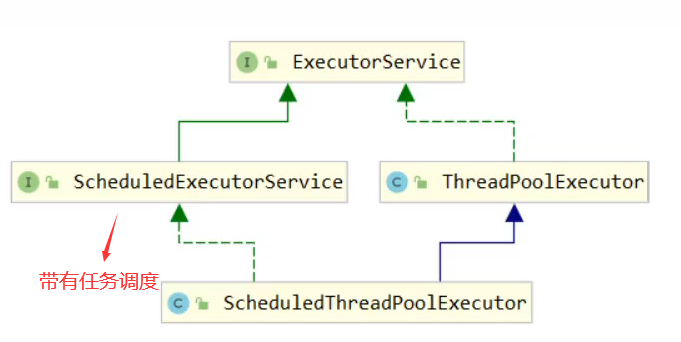 I ExecutorService
I ScheduledExecutorService
C ThreadPoolExecutor
带有任务调度
C ScheduledThreadPoolExecutor